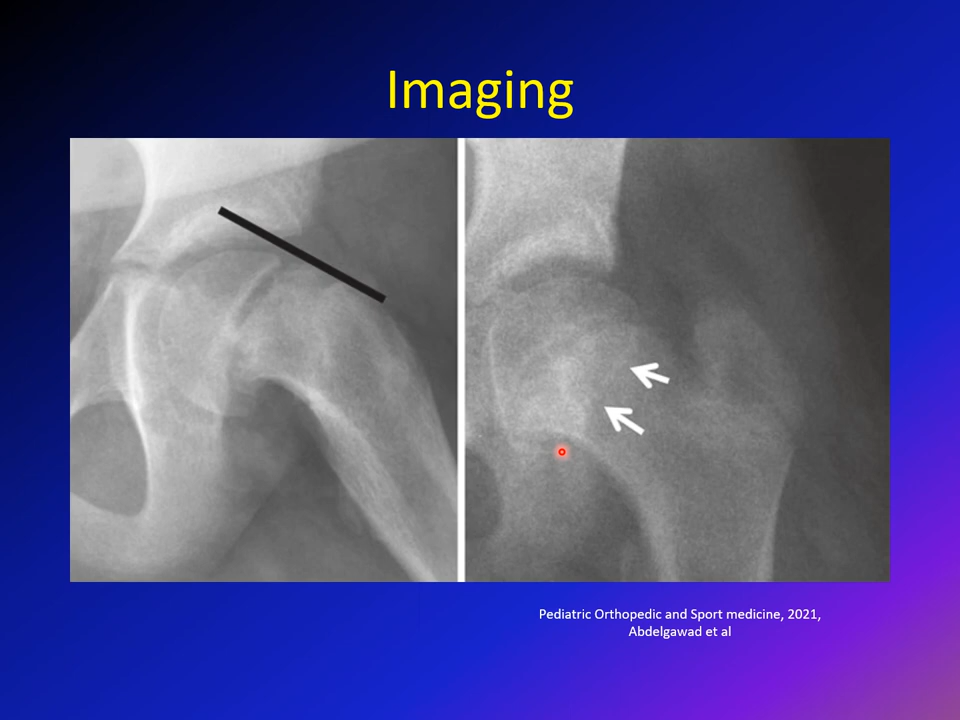 Imaging
Pediatric Orthopedic and Sport medicine, 2021,
Abdelgawad et al